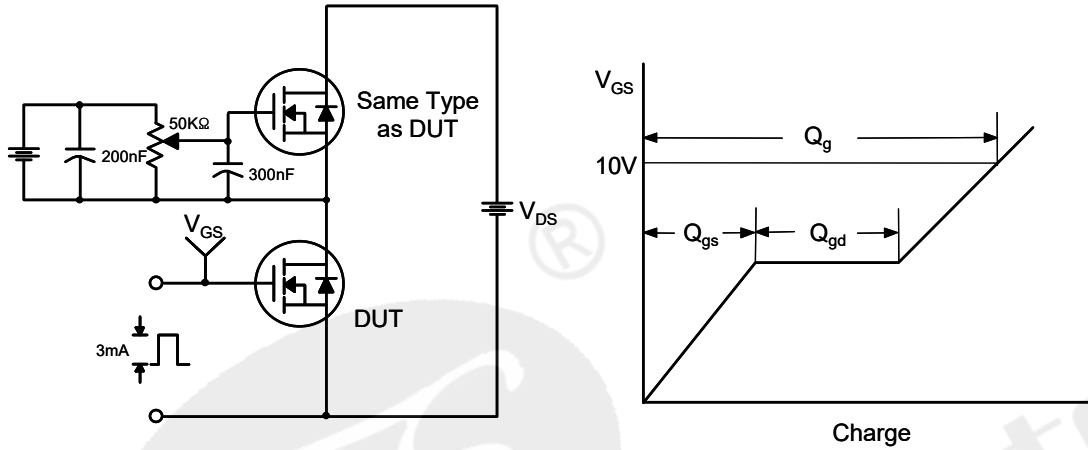 Same Type
as DUT
50KΩ
200nF
300nF
V_GS
V_DS
DUT
3mA
V_GS
10V
Q_g
Q_gs
Q_gd
Charge
®